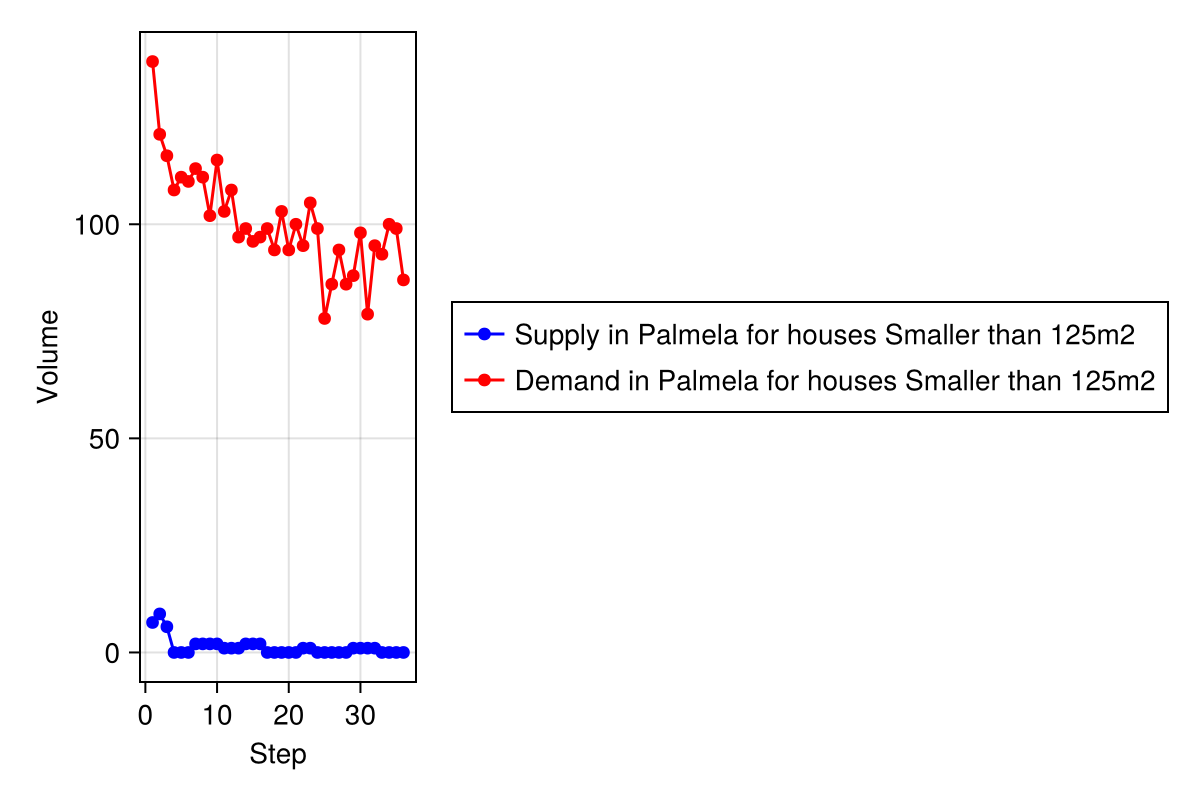 Volume
100
50
0
0 10 20 30
Step
Supply in Palmela for houses Smaller than 125m2
Demand in Palmela for houses Smaller than 125m2